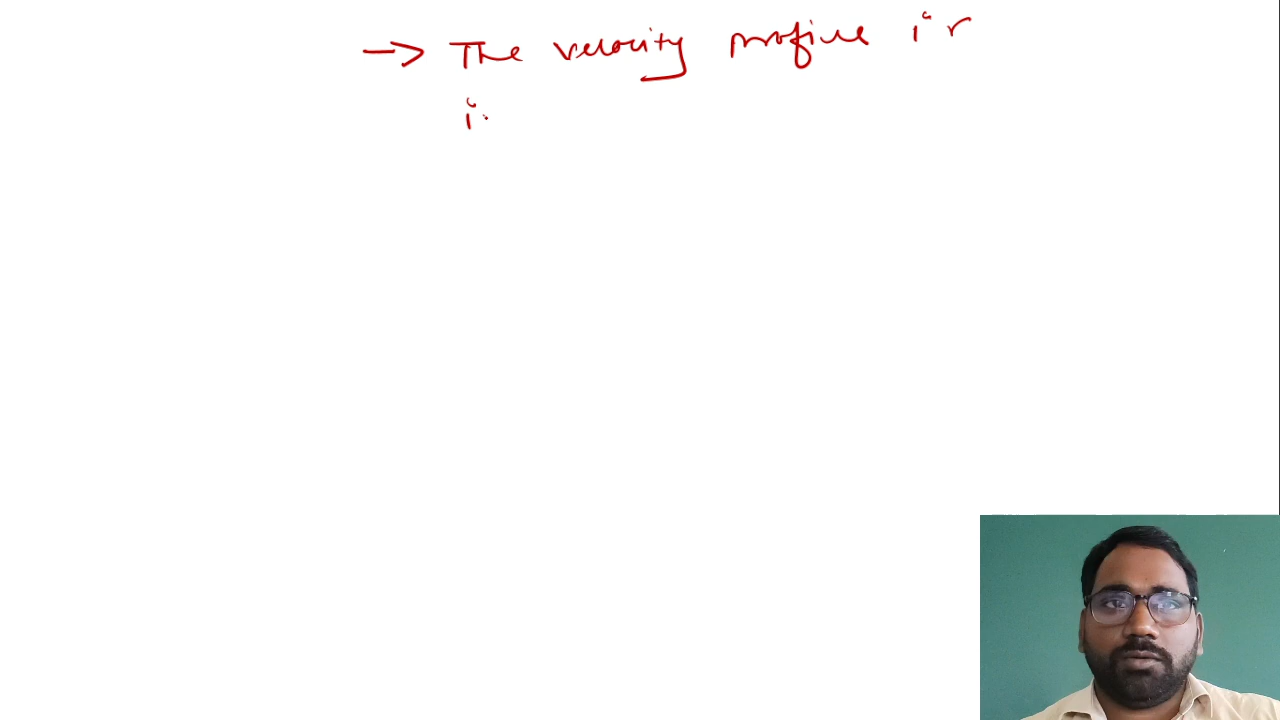 → The velocity profile is
i